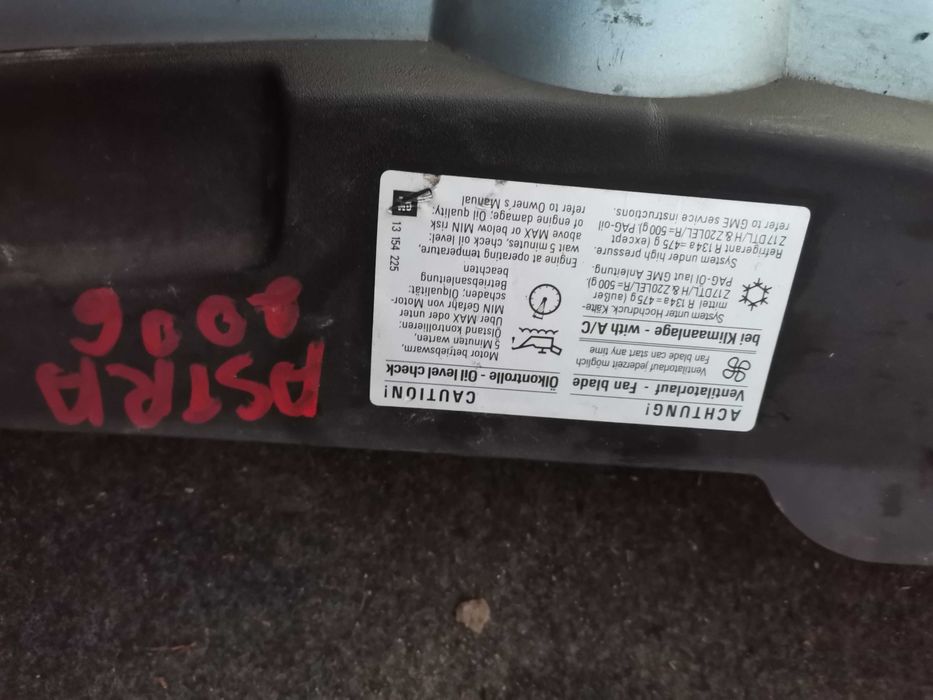 ACHTUNG!
CAUTION!
Ventilatorlauf - Fan blade
Ventilatorlauf jederzeit möglich
Fan blade can start any time
bei Klimaanlage - with A/C
System unter Hochdruck. Kälte-
mittel R 134 a =475 g (außer
Z17DTL/H & Z20LEL/R= 500 g).
PAG-Öl laut GME Anleitung.
System under high pressure.
Refrigerant R 134 a =475 g (except
Z17DTL/H & Z20LEL/R= 500 g). PAG-oil
refer to GME service instructions.
Ölkontrolle - Oil level check
Motor betriebswarm,
5 Minuten warten,
Ölstand kontrollieren:
Über MAX oder unter
MIN Gefahr von Motor-
schaden, Ölqualität:
Betriebsanleitung
beachten
Engine at operating temperature,
wait 5 minutes, check oil level:
above MAX or below MIN risk
of engine damage, Oil quality:
refer to Owner's Manual
GM
13 154 225
ASTRA
2006